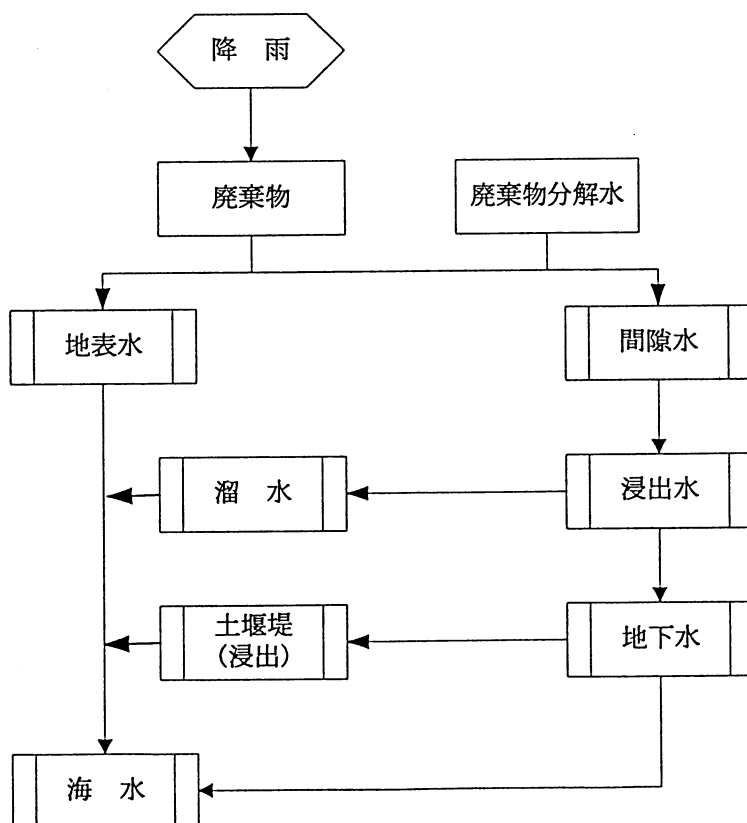 降　雨
廃棄物
廃棄物分解水
地表水
間隙水
溜　水
浸出水
土堰堤
(浸出)
地下水
海　水